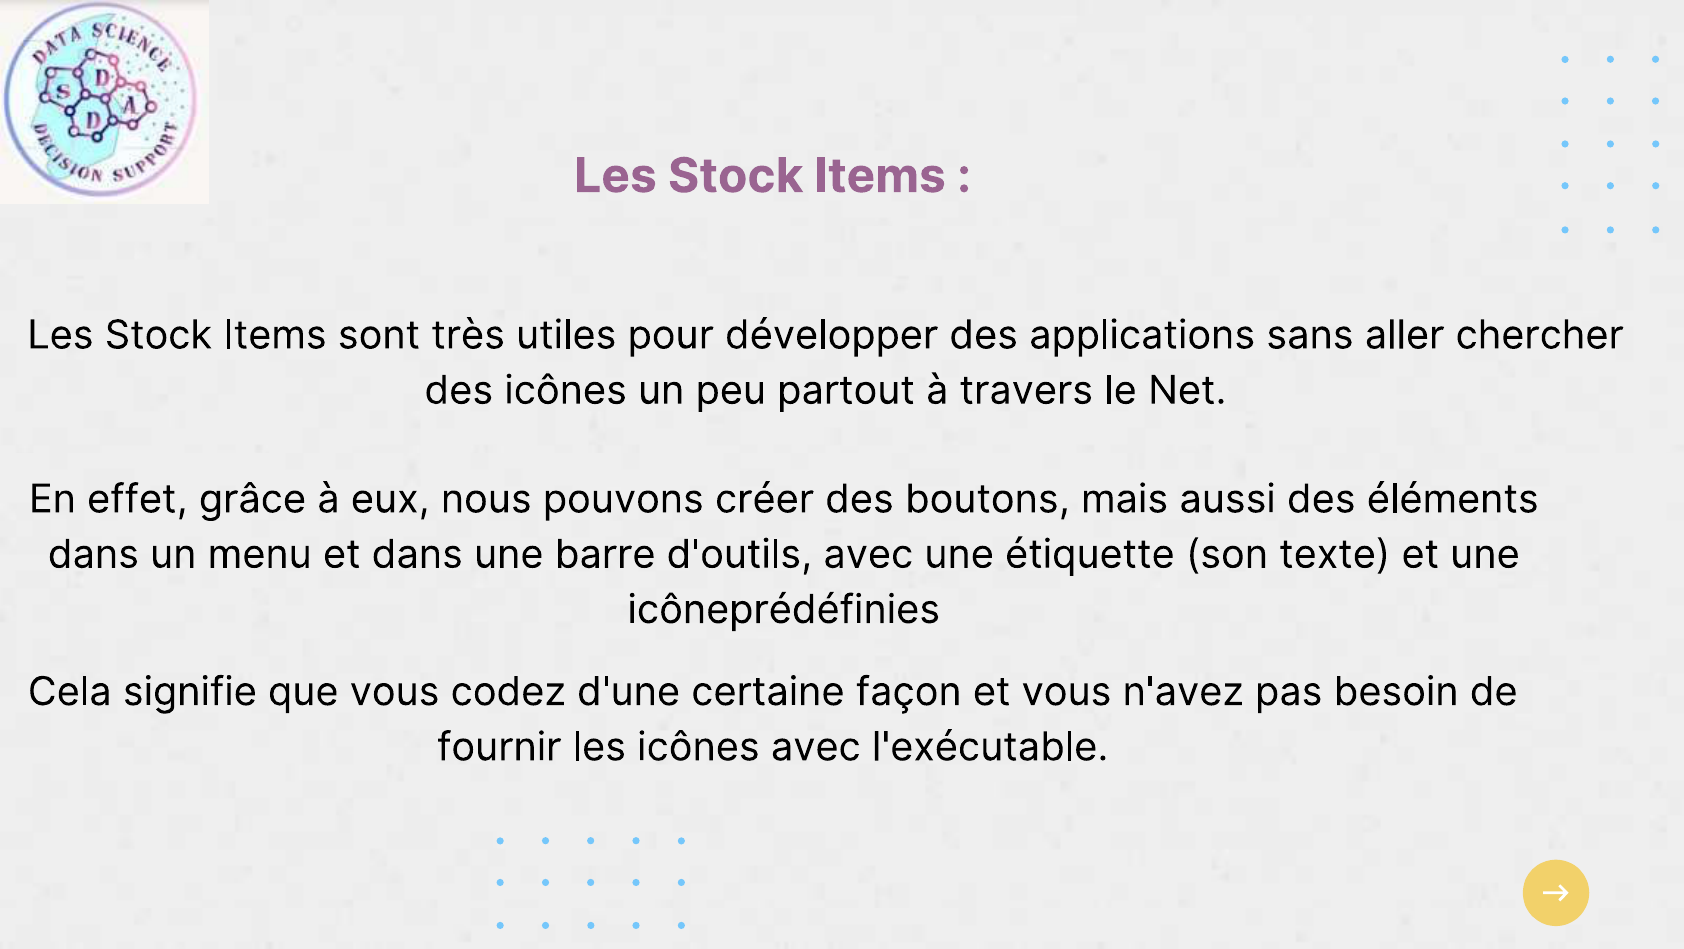 DATA SCIENCE
S D D A
DECISION SUPPORT
Les Stock Items :
Les Stock Items sont très utiles pour développer des applications sans aller chercher
des icônes un peu partout à travers le Net.
En effet, grâce à eux, nous pouvons créer des boutons, mais aussi des éléments
dans un menu et dans une barre d'outils, avec une étiquette (son texte) et une
icôneprédéfinies
Cela signifie que vous codez d'une certaine façon et vous n'avez pas besoin de
fournir les icônes avec l'exécutable.